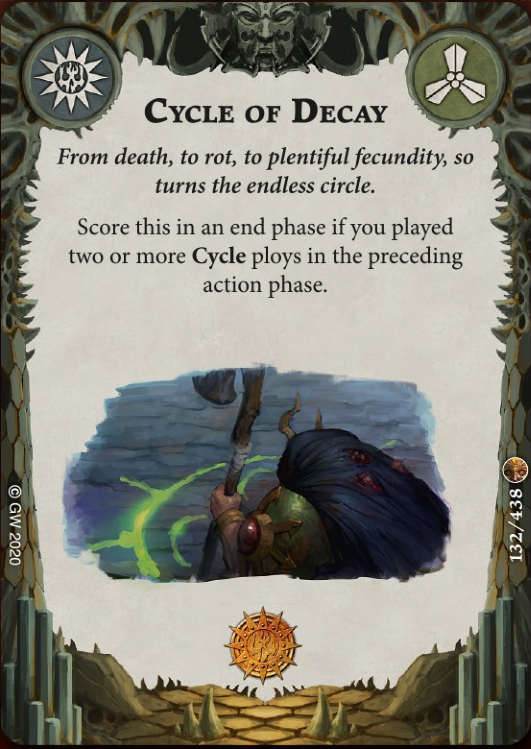 Cycle of Decay
From death, to rot, to plentiful fecundity, so
turns the endless circle.
Score this in an end phase if you played
two or more Cycle ploys in the preceding
action phase.
© GW 2020
132/438